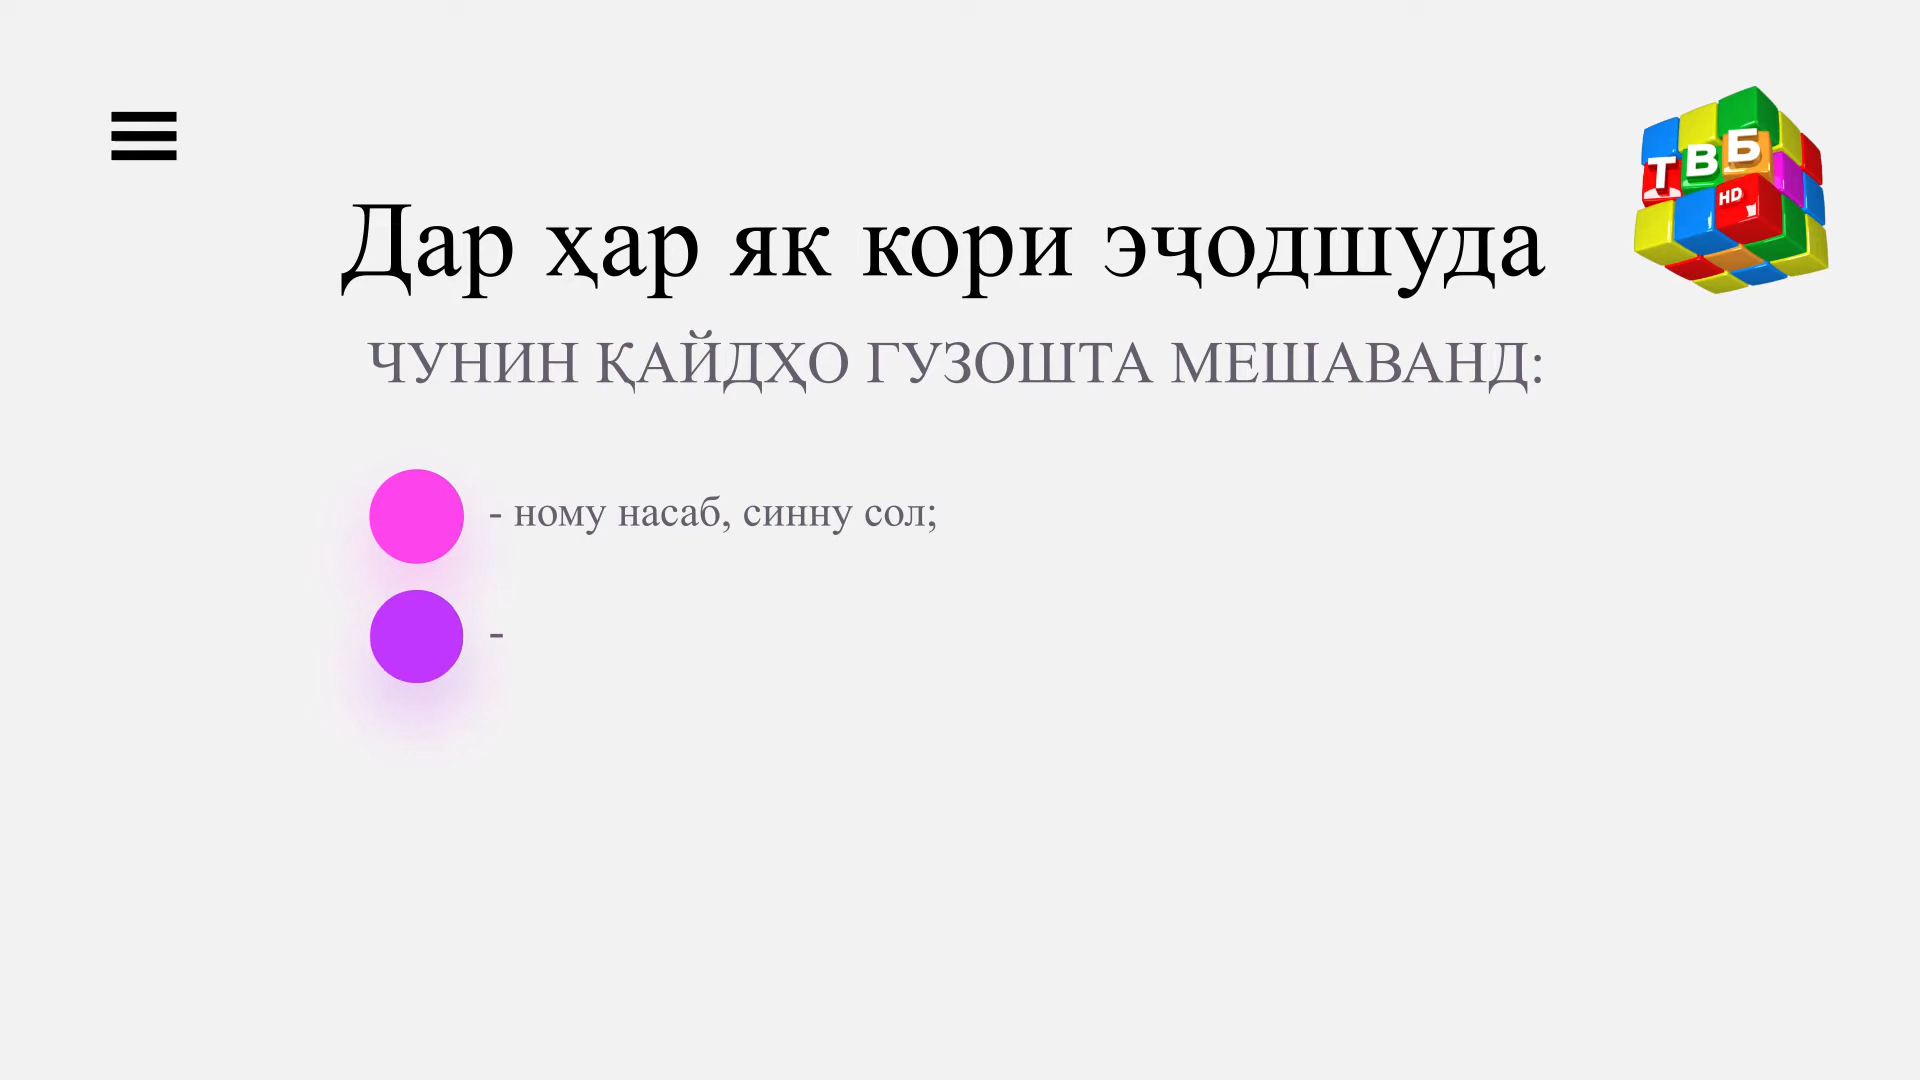 ТВБ
HD
Дар ҳар як кори эҷодшуда
ЧУНИН ҚАЙДҲО ГУЗОШТА МЕШАВАНД:
- ному насаб, синну сол;
-